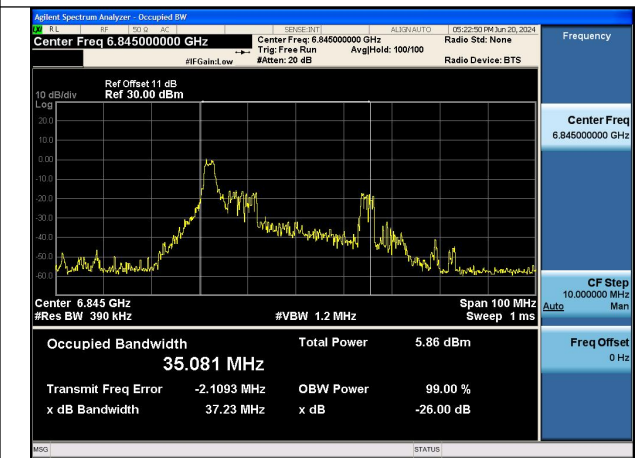 Agilent Spectrum Analyzer - Occupied BW
LXI RL RF 50 Ω AC SENSE:INT ALIGNAUTO 05:22:50 PM Jun 20, 2024
Center Freq 6.845000000 GHz Center Freq: 6.845000000 GHz Radio Std: None
Trig: Free Run Avg|Hold: 100/100
#IFGain:Low #Atten: 20 dB Radio Device: BTS
Ref Offset 11 dB
10 dB/div Ref 30.00 dBm
Log
20.0
10.0
0.00
-10.0
-20.0
-30.0
-40.0
-50.0
-60.0
Center 6.845 GHz Span 100 MHz
#Res BW 390 kHz #VBW 1.2 MHz Sweep 1 ms
Occupied Bandwidth Total Power 5.86 dBm
35.081 MHz
Transmit Freq Error -2.1093 MHz OBW Power 99.00 %
x dB Bandwidth 37.23 MHz x dB -26.00 dB
MSG STATUS
Frequency
Center Freq
6.845000000 GHz
CF Step
10.000000 MHz
Auto Man
Freq Offset
0 Hz